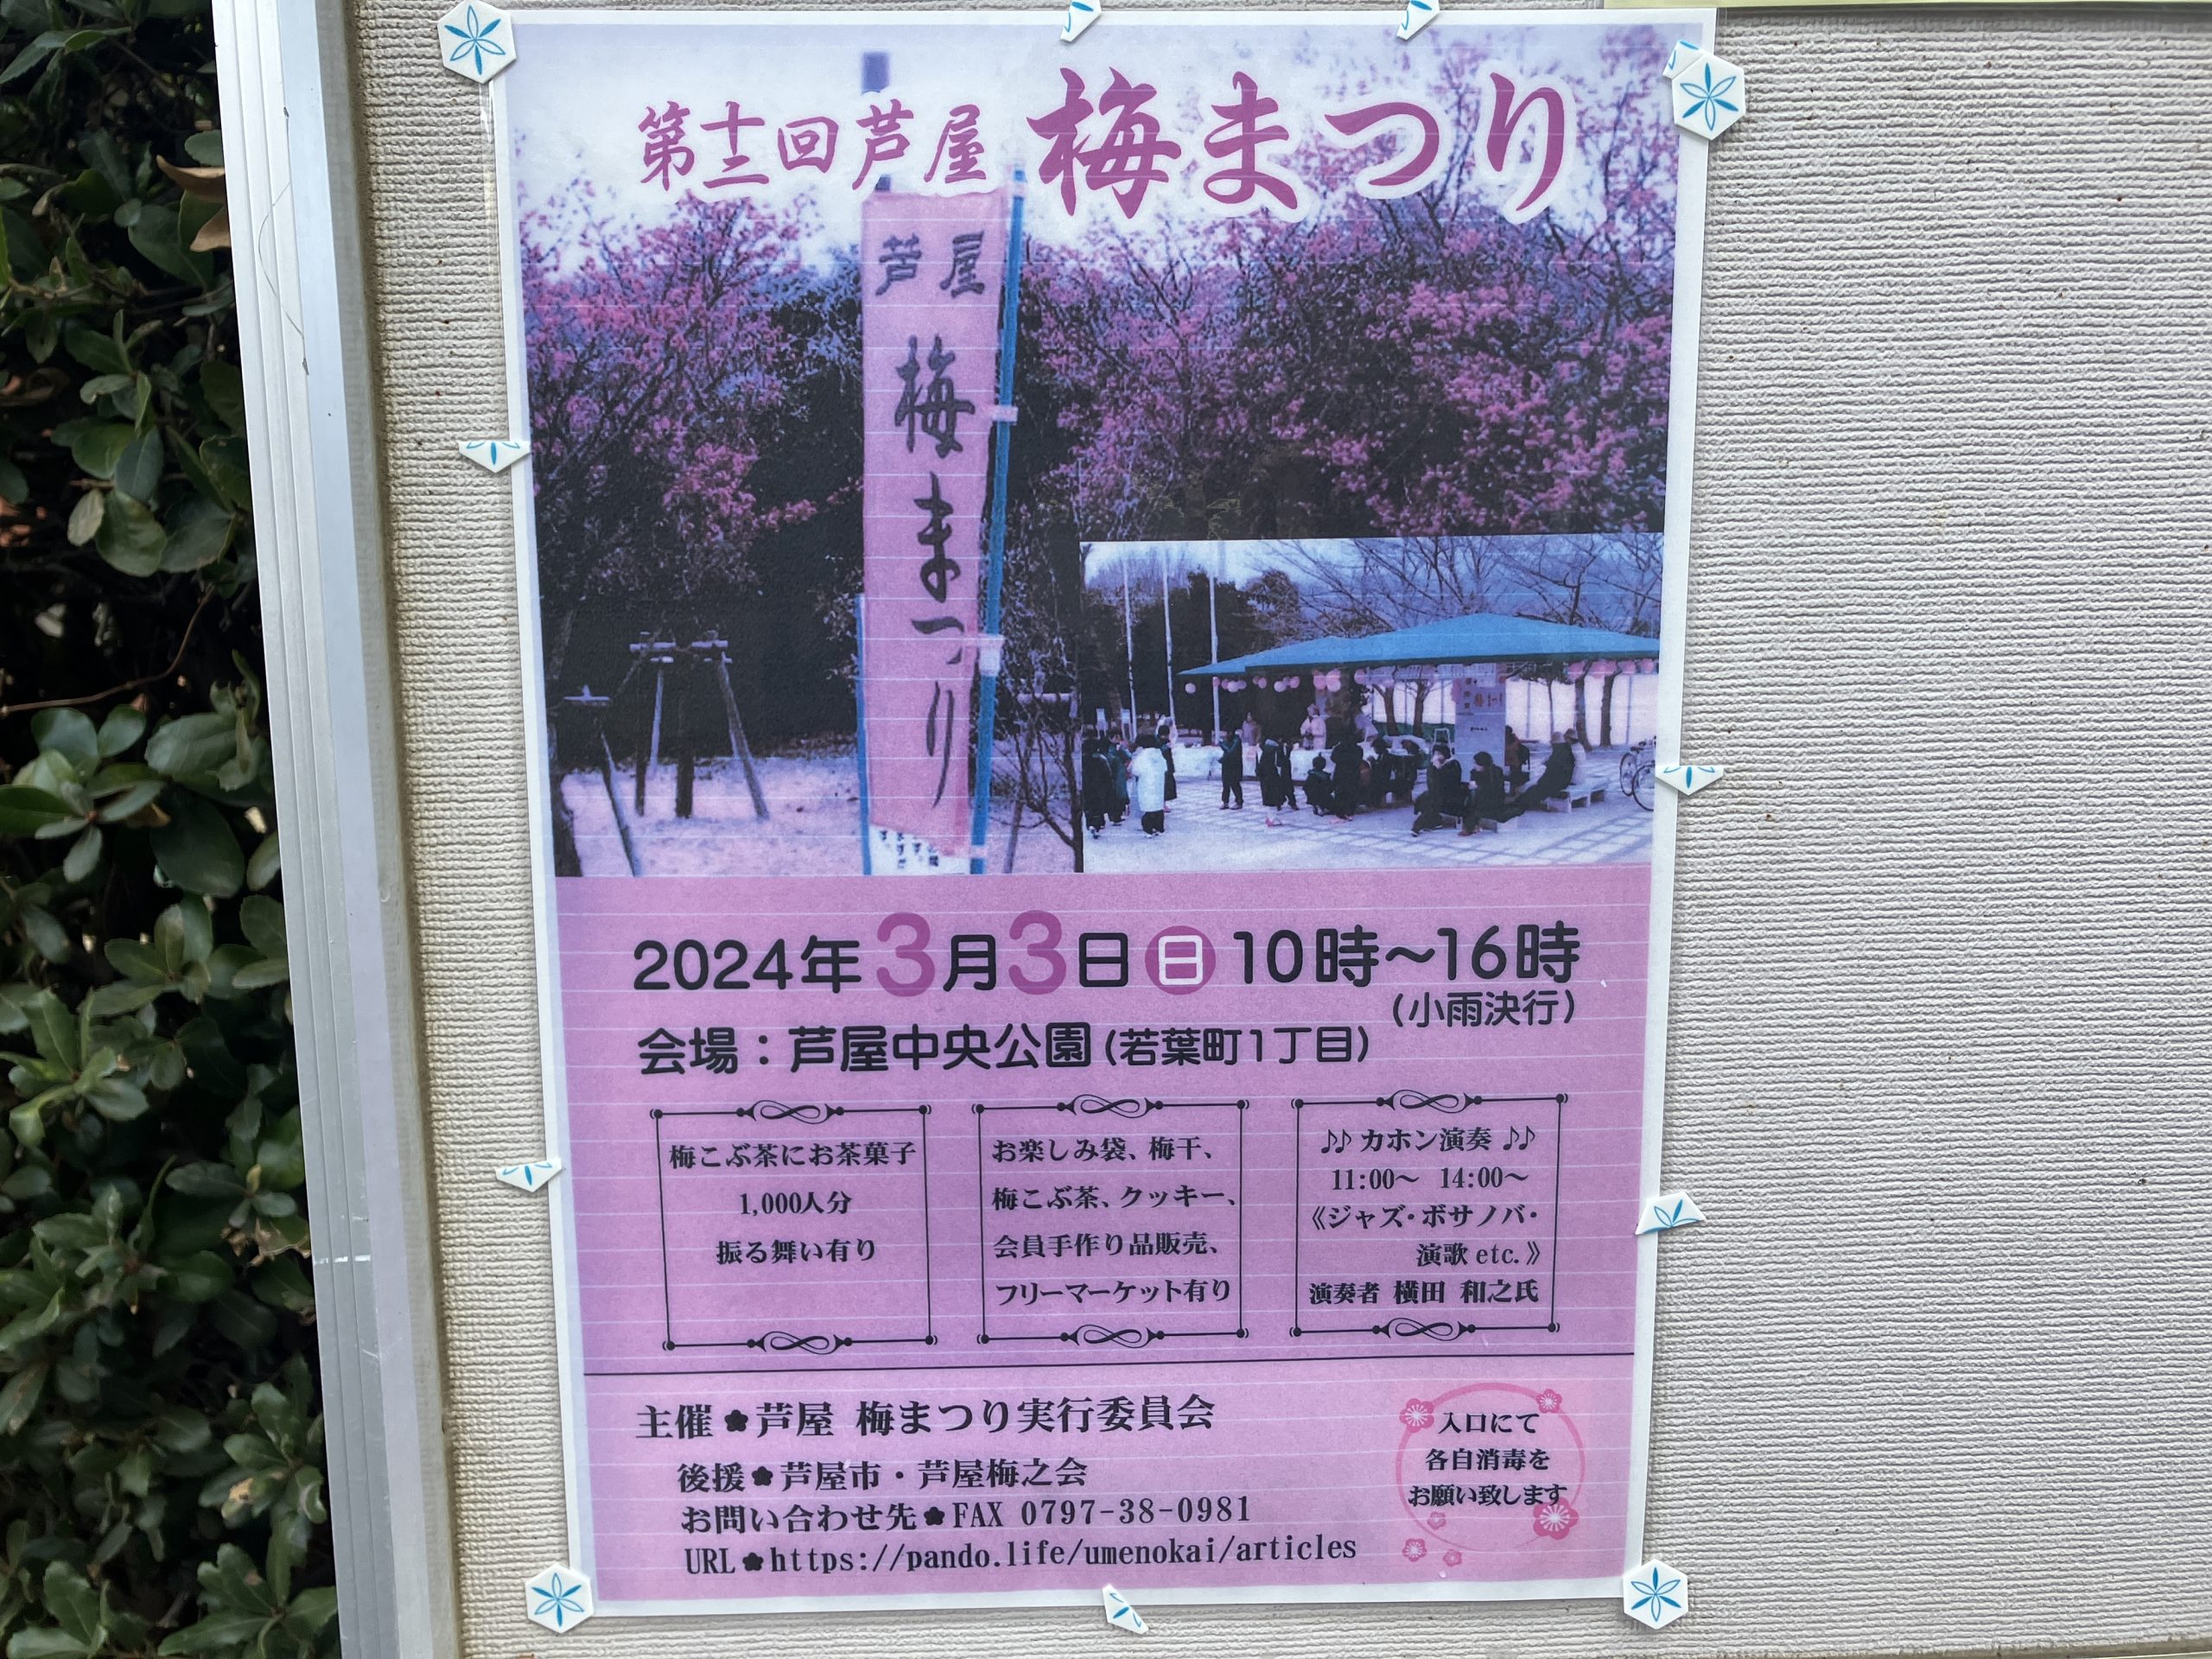 第十二回芦屋 梅まつり
芦屋
梅まつり
2024年3月3日 日 10時～16時
(小雨決行)
会場：芦屋中央公園(若葉町1丁目)
梅こぶ茶にお茶菓子
1,000人分
振る舞い有り
お楽しみ袋、梅干、
梅こぶ茶、クッキー、
会員手作り品販売、
フリーマーケット有り
♪♪ カホン演奏 ♪♪
11:00～ 14:00～
《ジャズ・ボサノバ・
演歌 etc.》
演奏者 横田 和之氏
主催✿芦屋 梅まつり実行委員会
後援✿芦屋市・芦屋梅之会
お問い合わせ先✿FAX 0797-38-0981
URL✿https://pando.life/umenokai/articles
入口にて
各自消毒を
お願い致します